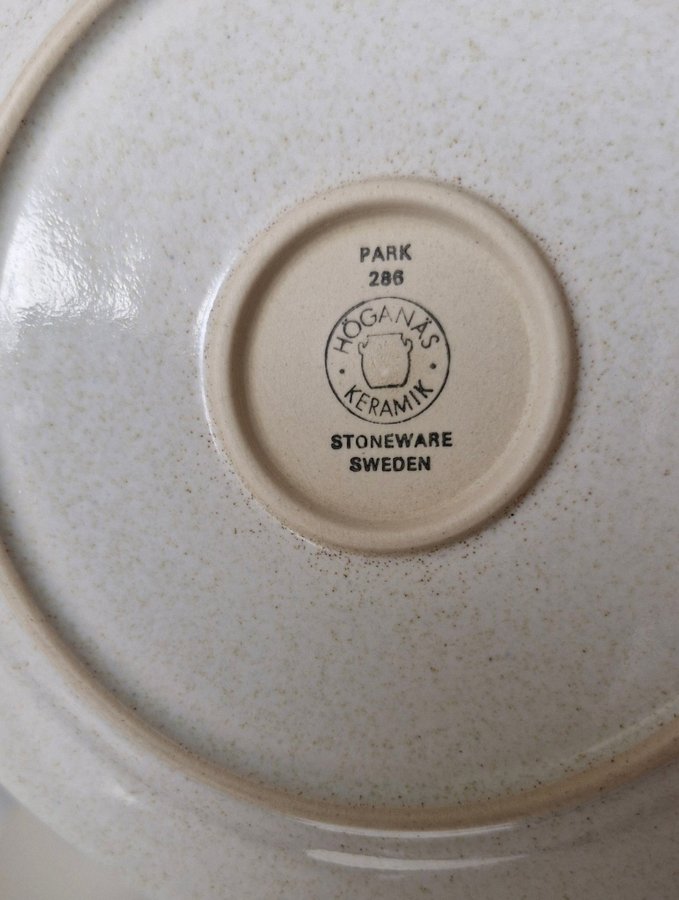 PARK
286
HÖGANÄS
KERAMIK
STONEWARE
SWEDEN